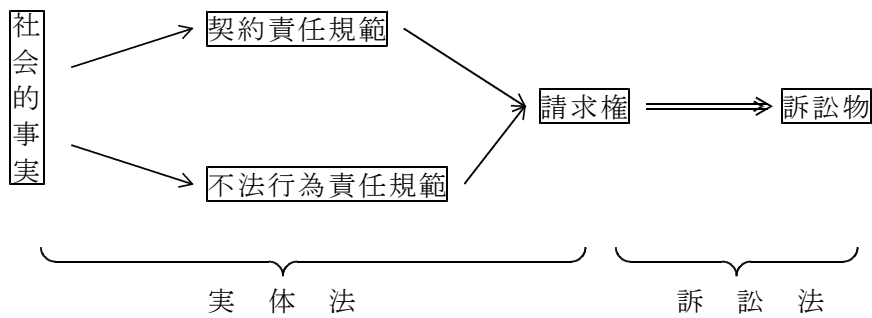 社会的事実
契約責任規範
請求権
訴訟物
不法行為責任規範
実体法
訴訟法